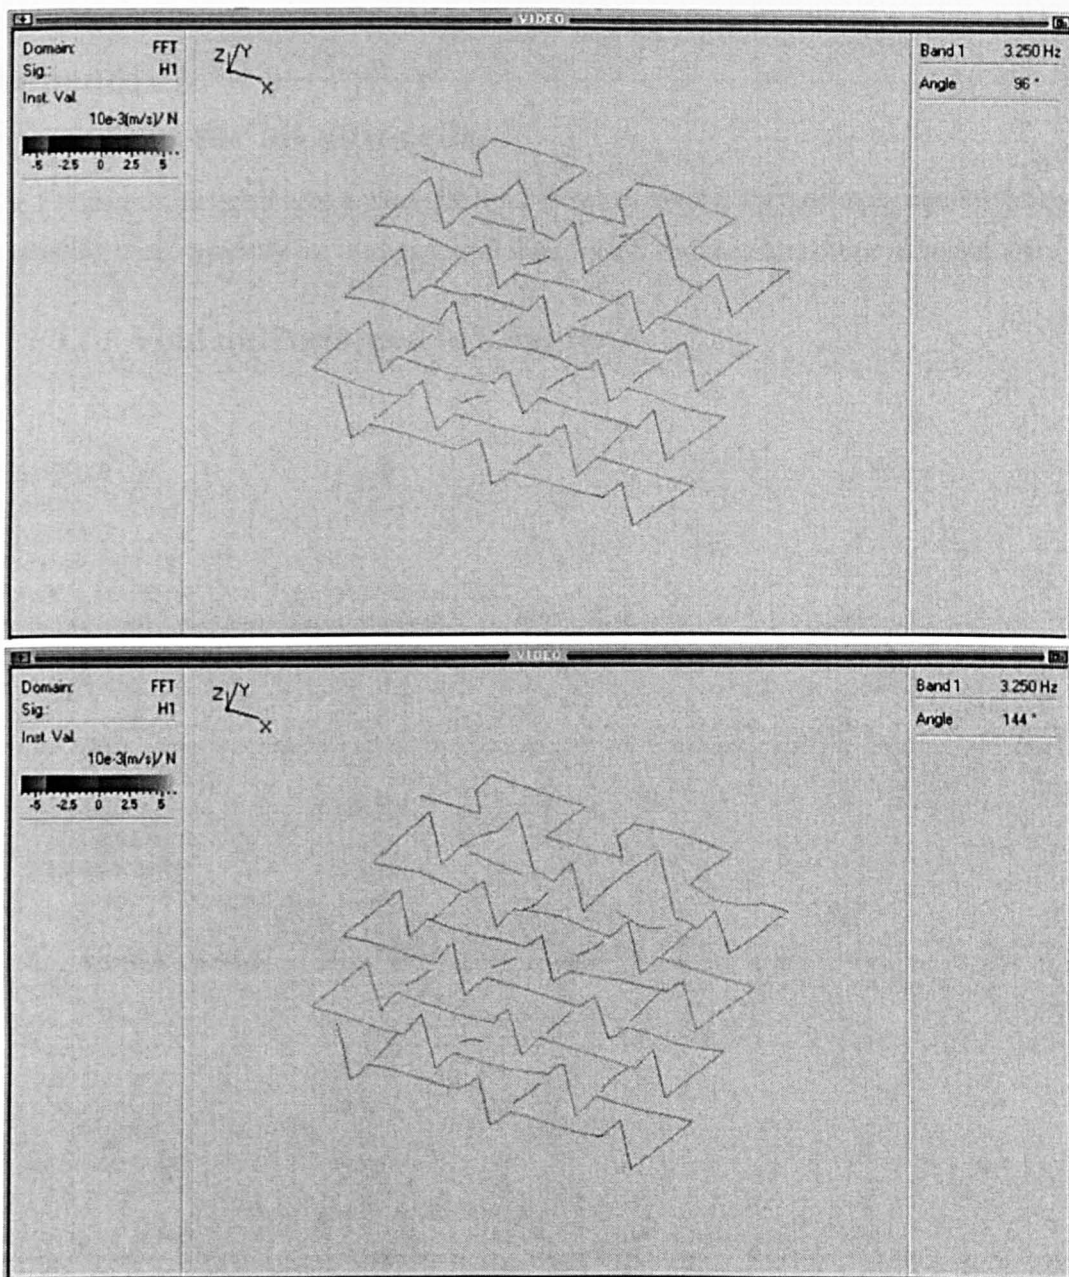 VIDEO
Domain: FFT
Sig.: H1
Inst. Val.
10e-3(m/s)/ N
-5 -2.5 0 2.5 5
Z Y
X
Band 1 3.250 Hz
Angle 96 °
VIDEO
Domain: FFT
Sig.: H1
Inst. Val.
10e-3(m/s)/ N
-5 -2.5 0 2.5 5
Z Y
X
Band 1 3.250 Hz
Angle 144 °